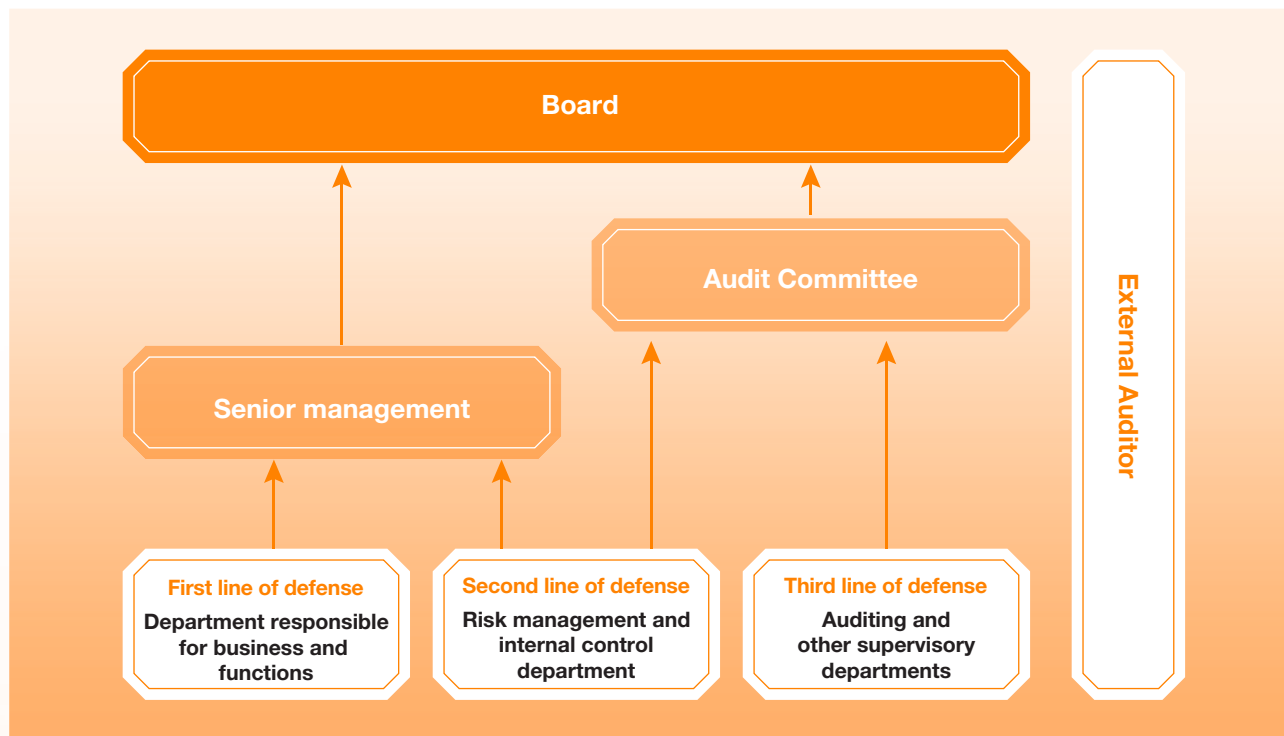 Board
Audit Committee
Senior management
First line of defense
Department responsible
for business and
functions
Second line of defense
Risk management and
internal control
department
Third line of defense
Auditing and
other supervisory
departments
External Auditor